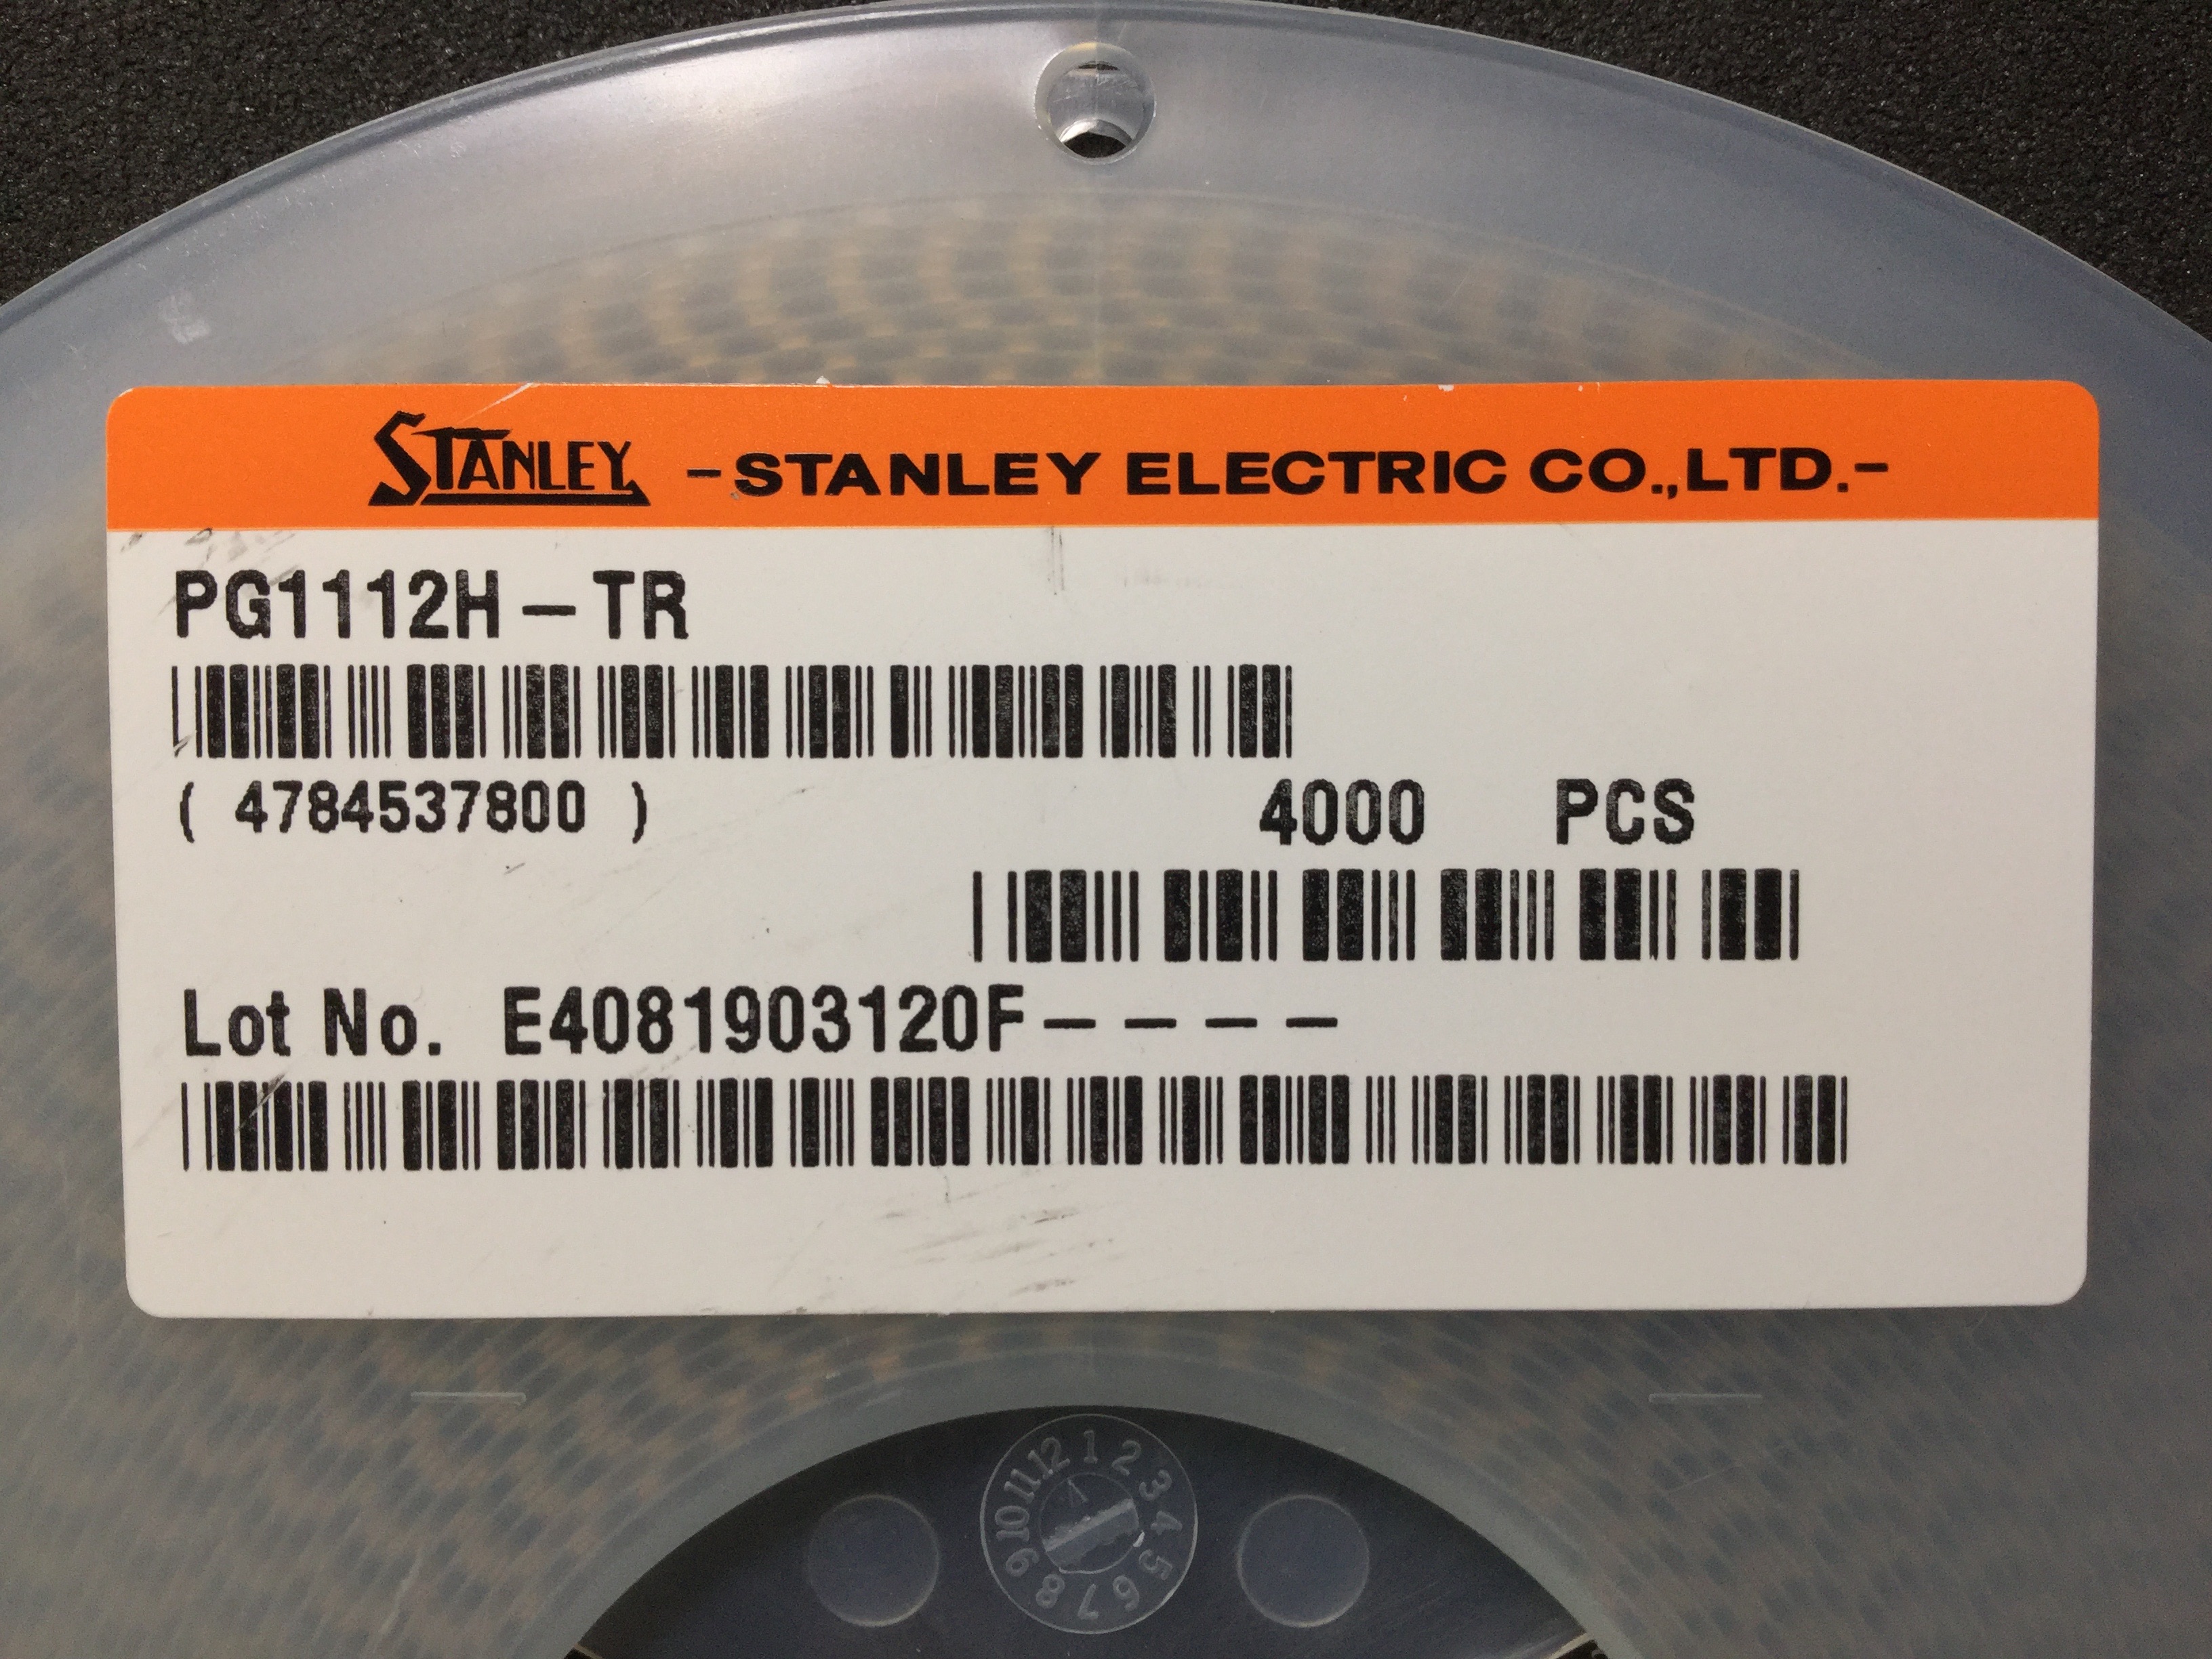 STANLEY -STANLEY ELECTRIC CO.,LTD.-
PG1112H-TR
( 4784537800 ) 4000 PCS
Lot No. E4081903120F----
1 2 3 4 5 6 7 8 9 10 11 12